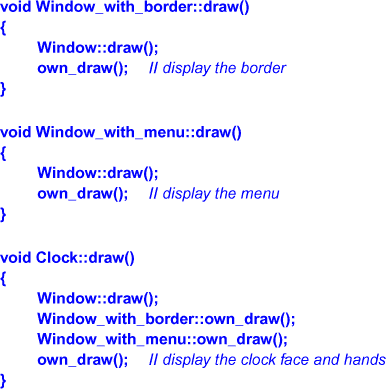 void Window_with_border::draw()
{
Window::draw();
own_draw(); // display the border
}
void Window_with_menu::draw()
{
Window::draw();
own_draw(); // display the menu
}
void Clock::draw()
{
Window::draw();
Window_with_border::own_draw();
Window_with_menu::own_draw();
own_draw(); // display the clock face and hands
}